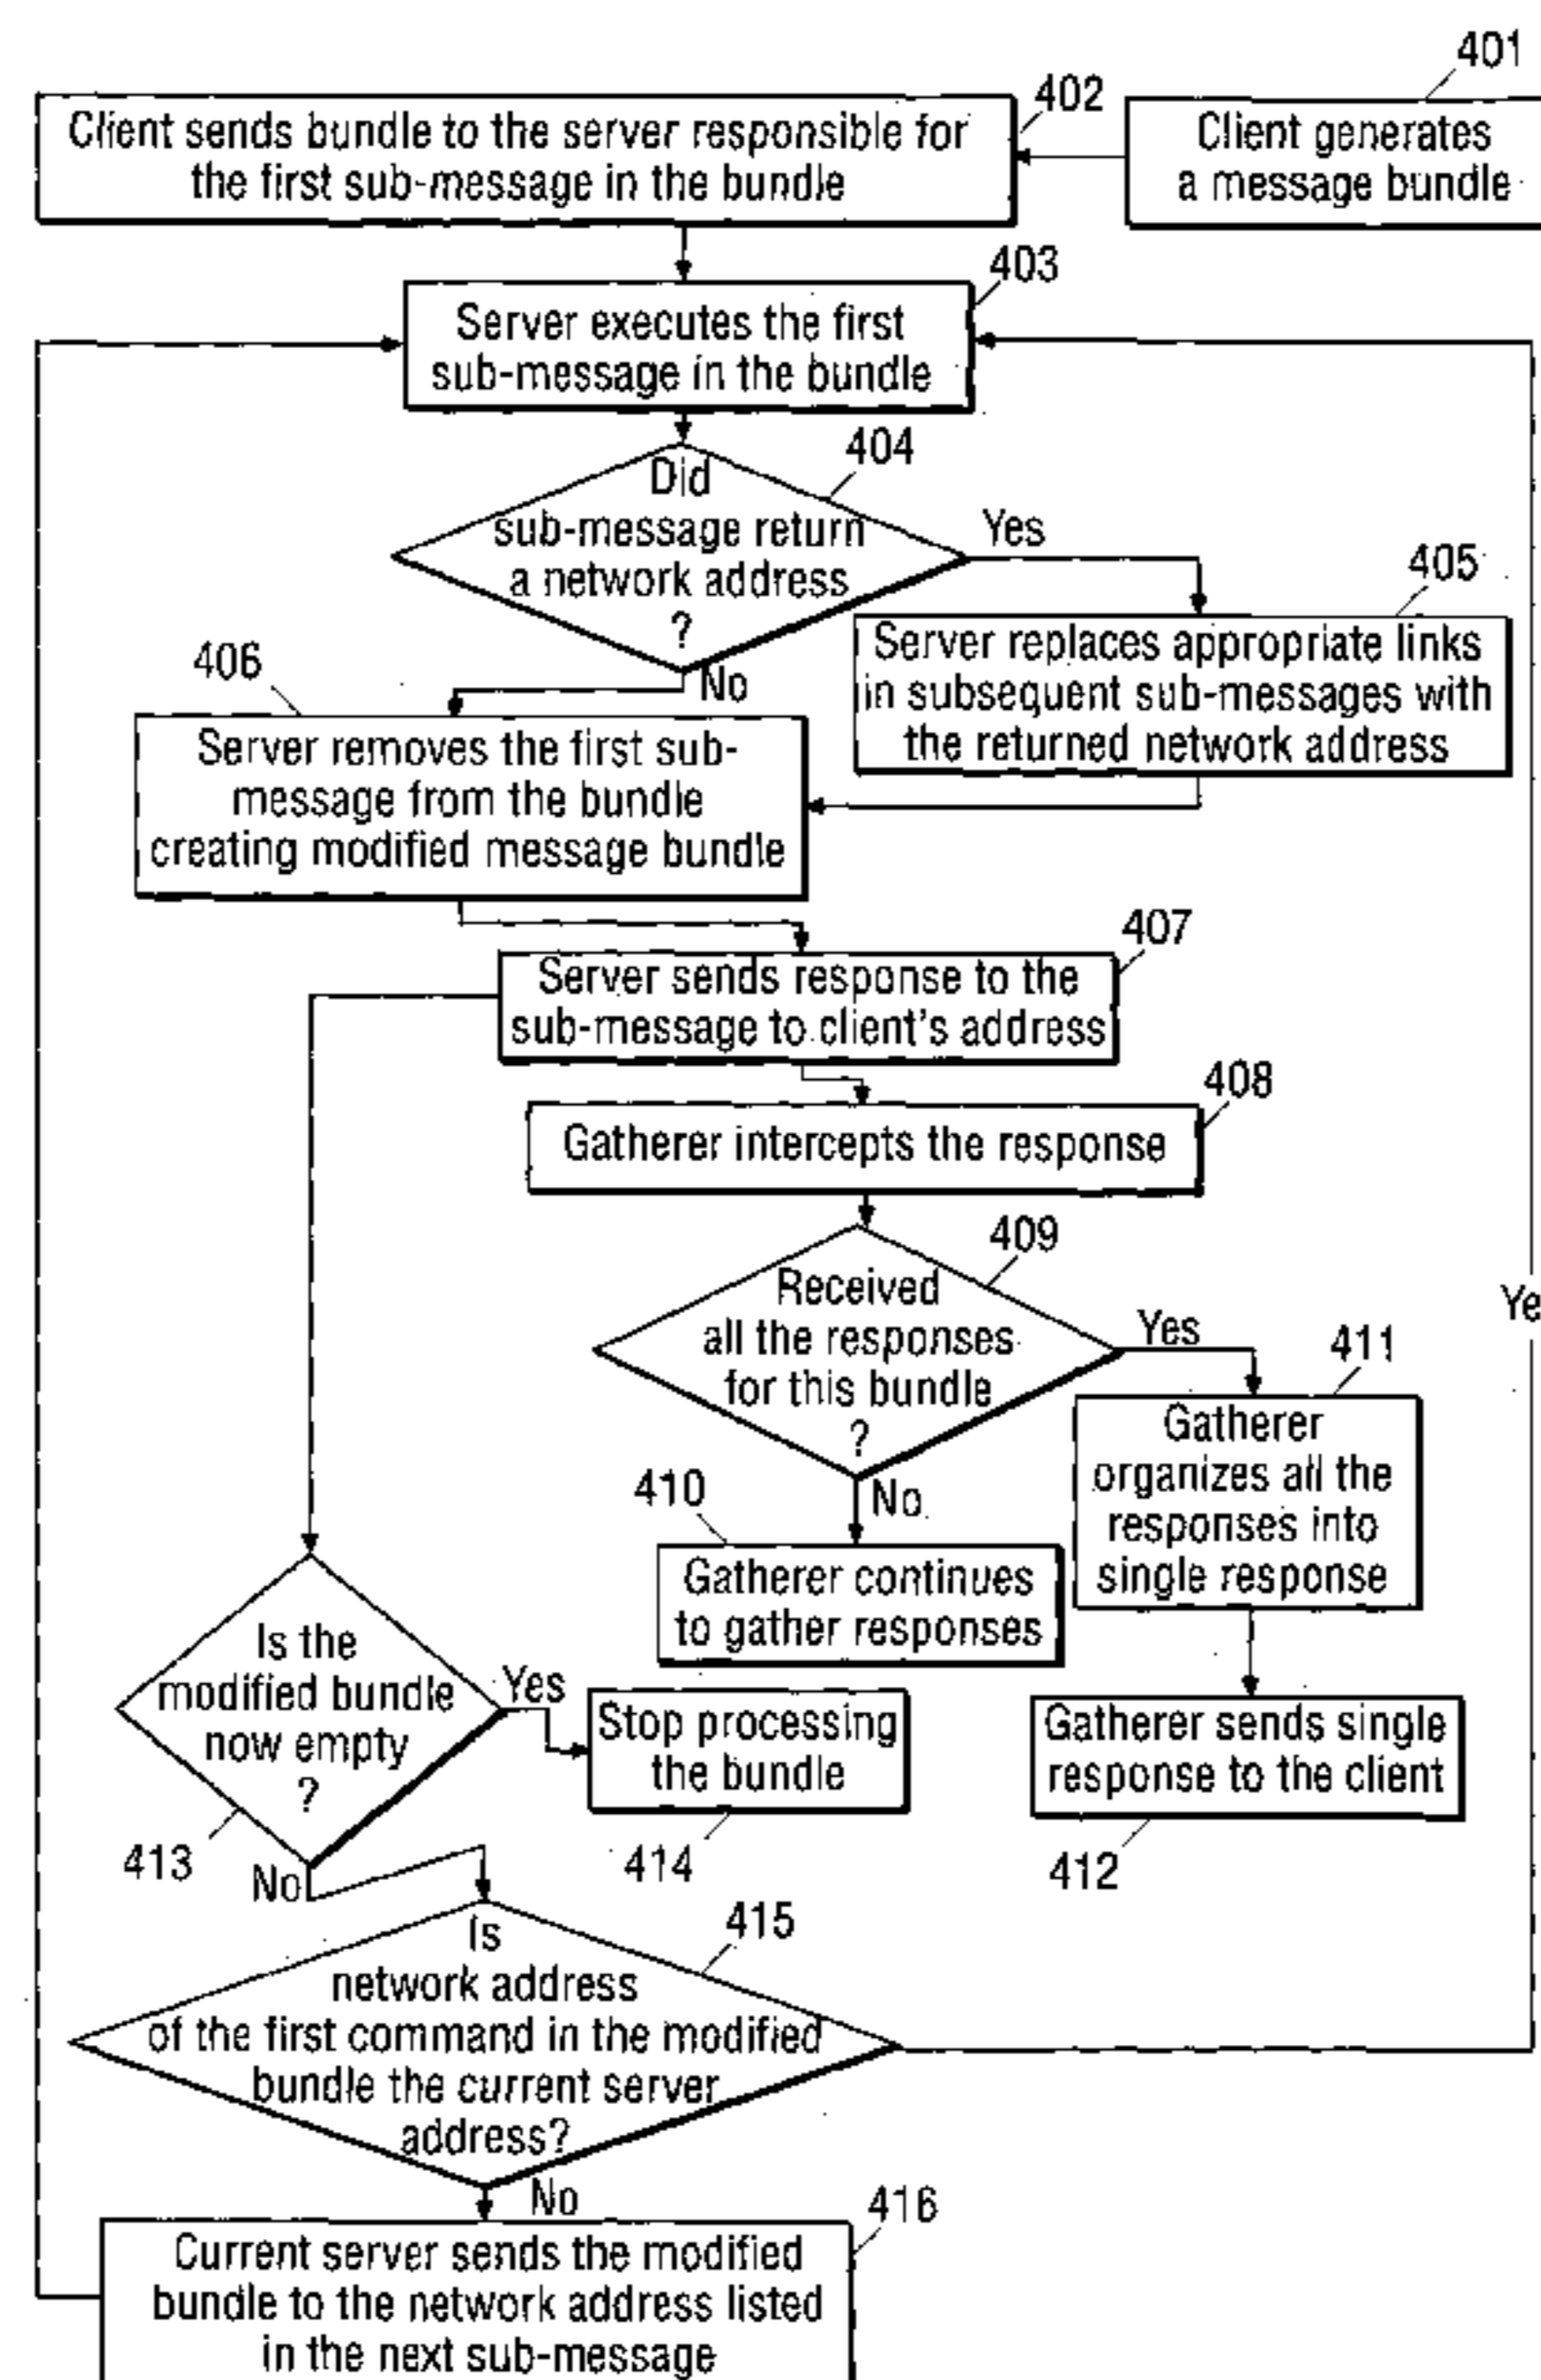 401
402
Client sends bundle to the server responsible for
the first sub-message in the bundle
Client generates
a message bundle
403
Server executes the first
sub-message in the bundle
404
Did
sub-message return
a network address
?
Yes
405
Server replaces appropriate links
in subsequent sub-messages with
the returned network address
No
406
Server removes the first sub-
message from the bundle
creating modified message bundle
407
Server sends response to the
sub-message to client's address
408
Gatherer intercepts the response
409
Received
all the responses
for this bundle
?
Yes
Ye
411
Gatherer
organizes all the
responses into
single response
410
No
Gatherer continues
to gather responses
Is the
modified bundle
now empty
?
Yes
Stop processing
the bundle
Gatherer sends single
response to the client
413
414
412
No
415
Is
network address
of the first command in the modified
bundle the current server
address?
No
416
Current server sends the modified
bundle to the network address listed
in the next sub-message